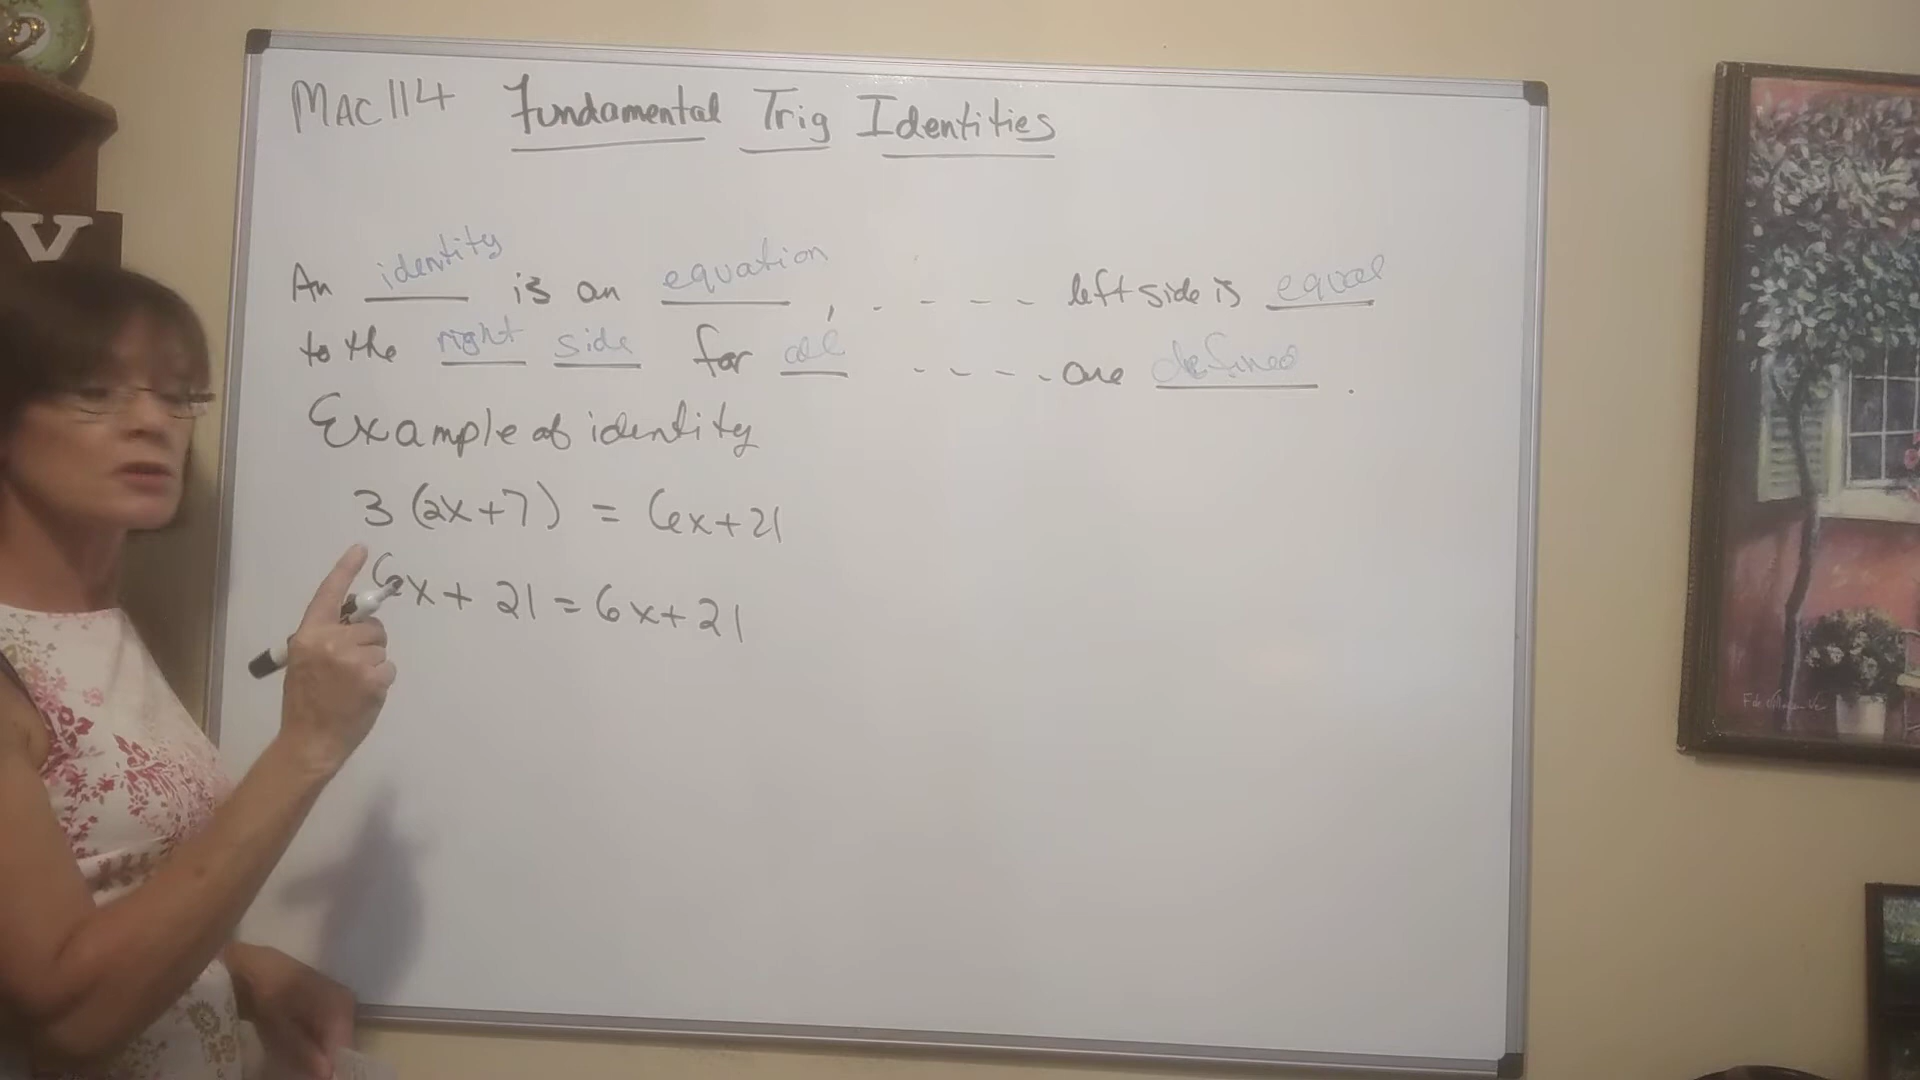 MAC 114 Fundamental Trig Identities
An identity is an equation, . - - - left side is equal
to the right side for all - - - - are defined.
Example of identity
3 (2x+7) = 6x+21
6x + 21 = 6x + 21
V